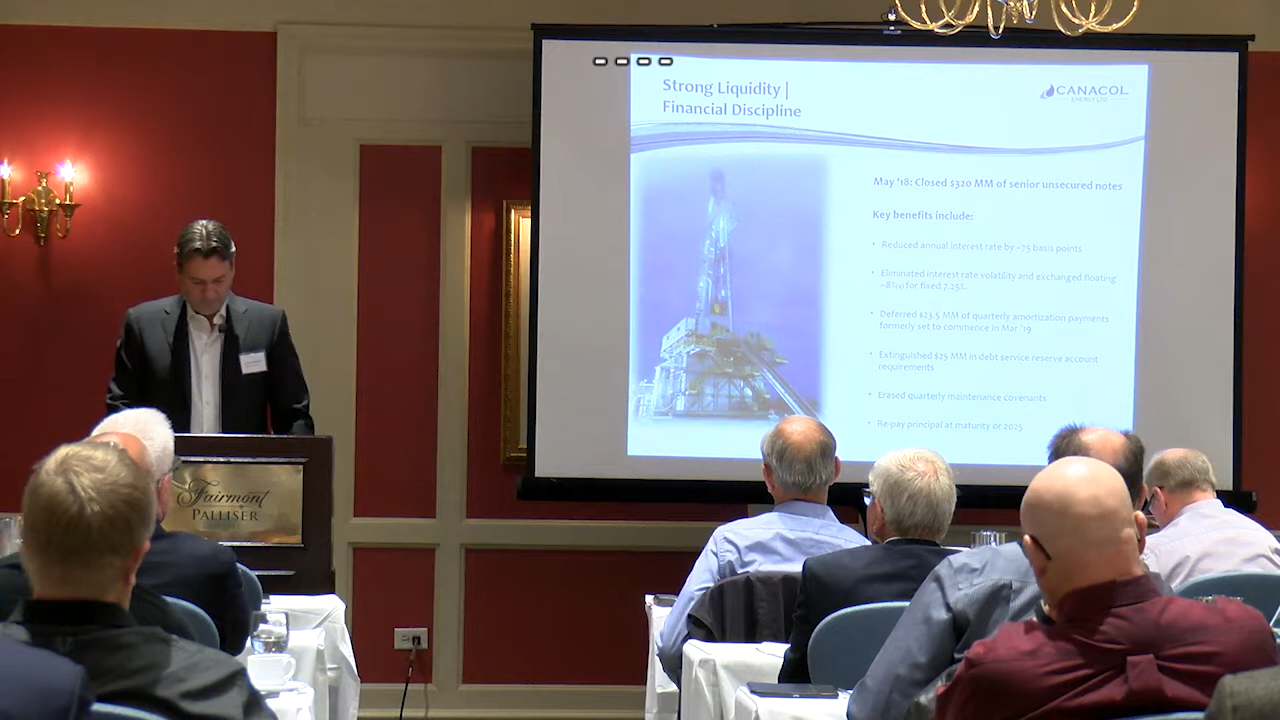 Strong Liquidity |
Financial Discipline
CANACOL
ENERGY LTD
May '18: Closed $320 MM of senior unsecured notes
Key benefits include:
• Reduced annual interest rate by ~75 basis points
• Eliminated interest rate volatility and exchanged floating
for fixed 7.25%
• Deferred $23.5 MM of quarterly amortization payments
formerly set to commence in Mar '19
• Extinguished $25 MM in debt service reserve account
requirements
• Erased quarterly maintenance covenants
• Re-pay principal at maturity or 2025
Fairmont
PALLISER